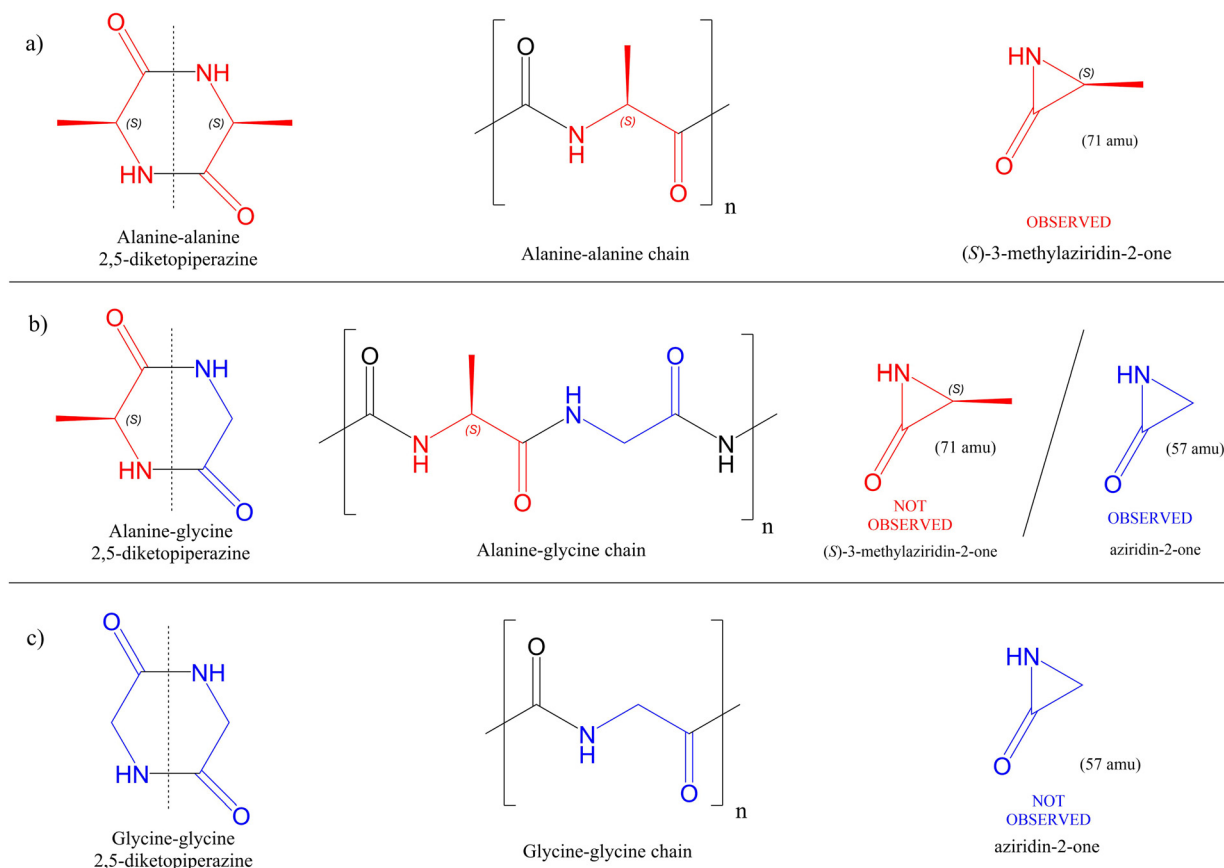 a)
O
NH
(S)
(S)
HN
O
Alanine-alanine
2,5-diketopiperazine
O
N
H
(S)
O
n
Alanine-alanine chain
HN
(S)
O
(71 amu)
OBSERVED
(S)-3-methylaziridin-2-one
b)
O
NH
(S)
HN
O
Alanine-glycine
2,5-diketopiperazine
O
N
H
(S)
O
H
N
O
N
H
n
Alanine-glycine chain
HN
(S)
O
(71 amu)
NOT
OBSERVED
(S)-3-methylaziridin-2-one
HN
O
(57 amu)
OBSERVED
aziridin-2-one
c)
O
NH
HN
O
Glycine-glycine
2,5-diketopiperazine
O
N
H
O
n
Glycine-glycine chain
HN
O
(57 amu)
NOT
OBSERVED
aziridin-2-one